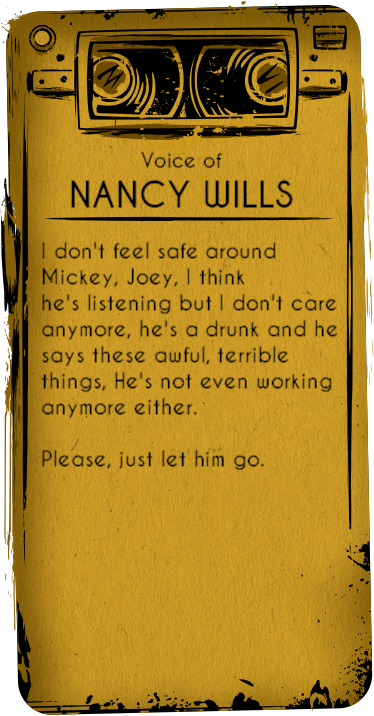 Voice of
NANCY WILLS
I don't feel safe around
Mickey, Joey, I think
he's listening but I don't care
anymore, he's a drunk and he
says these awful, terrible
things, He's not even working
anymore either.
Please, just let him go.